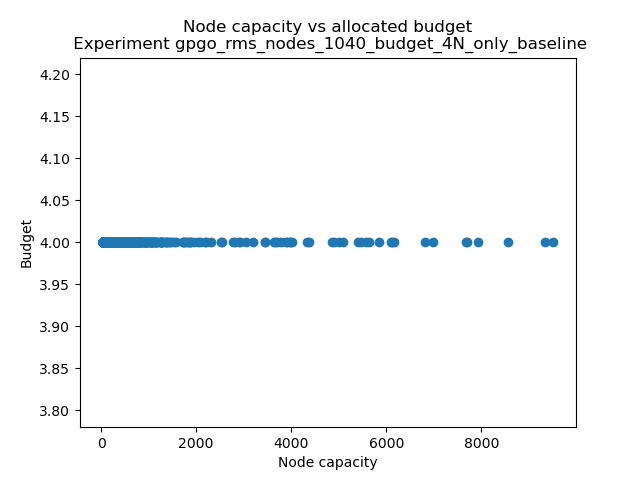 Node capacity vs allocated budget
Experiment gpgo_rms_nodes_1040_budget_4N_only_baseline
4.20
4.15
4.10
4.05
4.00
3.95
3.90
3.85
3.80
Budget
0 2000 4000 6000 8000
Node capacity